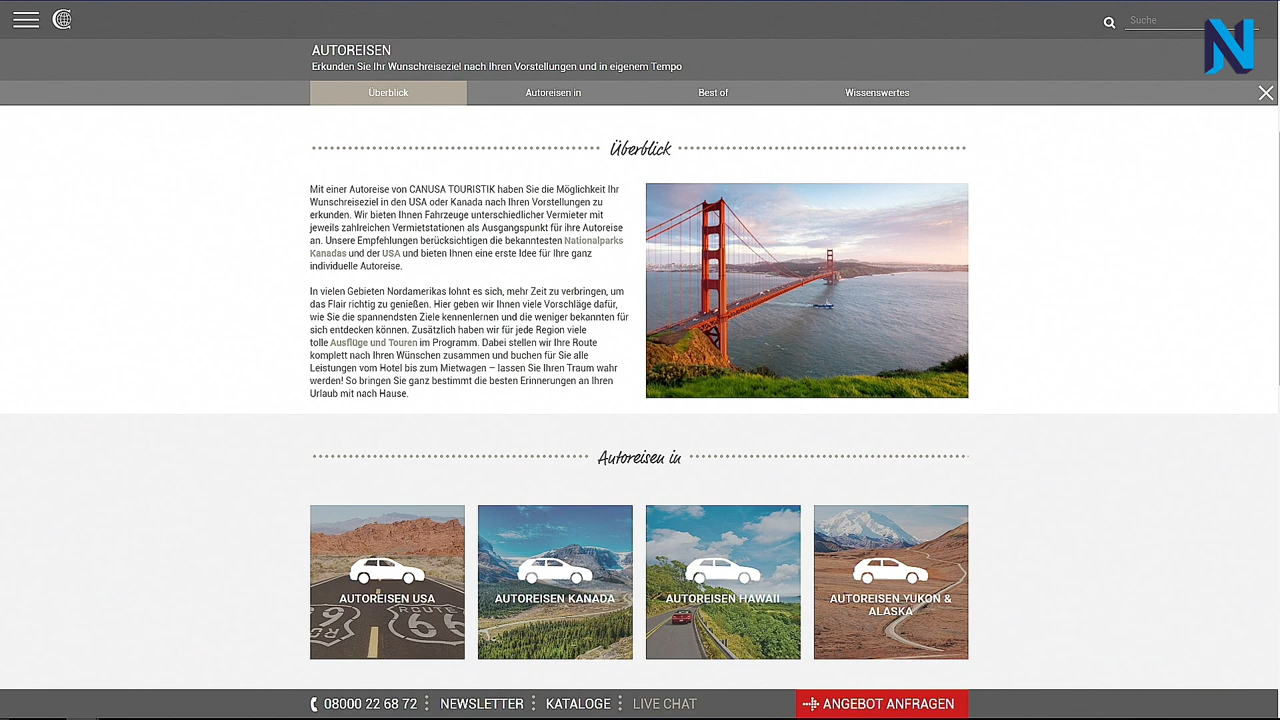 Suche
N
AUTOREISEN
Erkunden Sie Ihr Wunschreiseziel nach Ihren Vorstellungen und in eigenem Tempo
Überblick
Autoreisen in
Best of
Wissenswertes
Überblick
Mit einer Autoreise von CANUSA TOURISTIK haben Sie die Möglichkeit Ihr
Wunschreiseziel in den USA oder Kanada nach Ihren Vorstellungen zu
erkunden. Wir bieten Ihnen Fahrzeuge unterschiedlicher Vermieter mit
jeweils zahlreichen Vermietstationen als Ausgangspunkt für ihre Autoreise
an. Unsere Empfehlungen berücksichtigen die bekanntesten Nationalparks
Kanadas und der USA und bieten Ihnen eine erste Idee für Ihre ganz
individuelle Autoreise.
In vielen Gebieten Nordamerikas lohnt es sich, mehr Zeit zu verbringen, um
das Flair richtig zu genießen. Hier geben wir Ihnen viele Vorschläge dafür,
wie Sie die spannendsten Ziele kennenlernen und die weniger bekannten für
sich entdecken können. Zusätzlich haben wir für jede Region viele
tolle Ausflüge und Touren im Programm. Dabei stellen wir Ihre Route
komplett nach Ihren Wünschen zusammen und buchen für Sie alle
Leistungen vom Hotel bis zum Mietwagen – lassen Sie Ihren Traum wahr
werden! So bringen Sie ganz bestimmt die besten Erinnerungen an Ihren
Urlaub mit nach Hause.
Autoreisen in
AUTOREISEN USA
ROUTE
66
AUTOREISEN KANADA
AUTOREISEN HAWAII
AUTOREISEN YUKON &
ALASKA
08000 22 68 72
NEWSLETTER
KATALOGE
LIVE CHAT
ANGEBOT ANFRAGEN